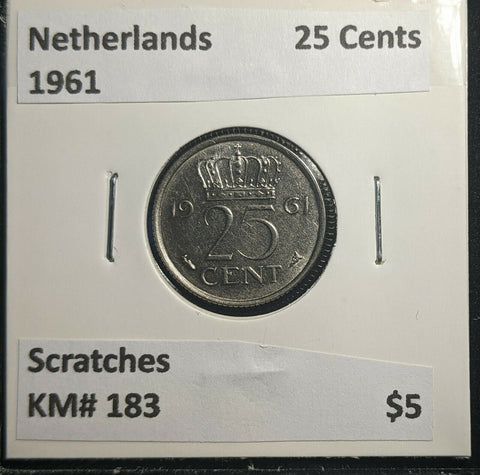 Netherlands 25 Cents
1961
19 61
25
CENT
Scratches
KM# 183 $5